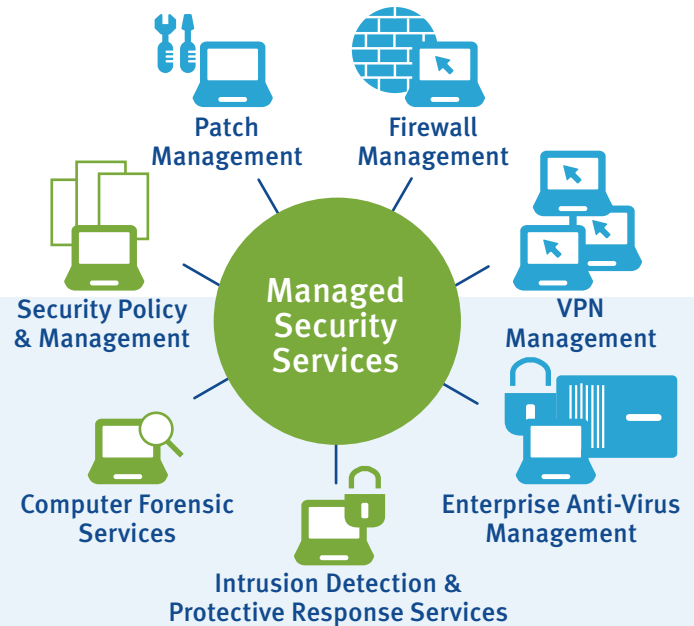 Patch
Management
Firewall
Management
Security Policy
& Management
Managed
Security
Services
VPN
Management
Computer Forensic
Services
Enterprise Anti-Virus
Management
Intrusion Detection &
Protective Response Services